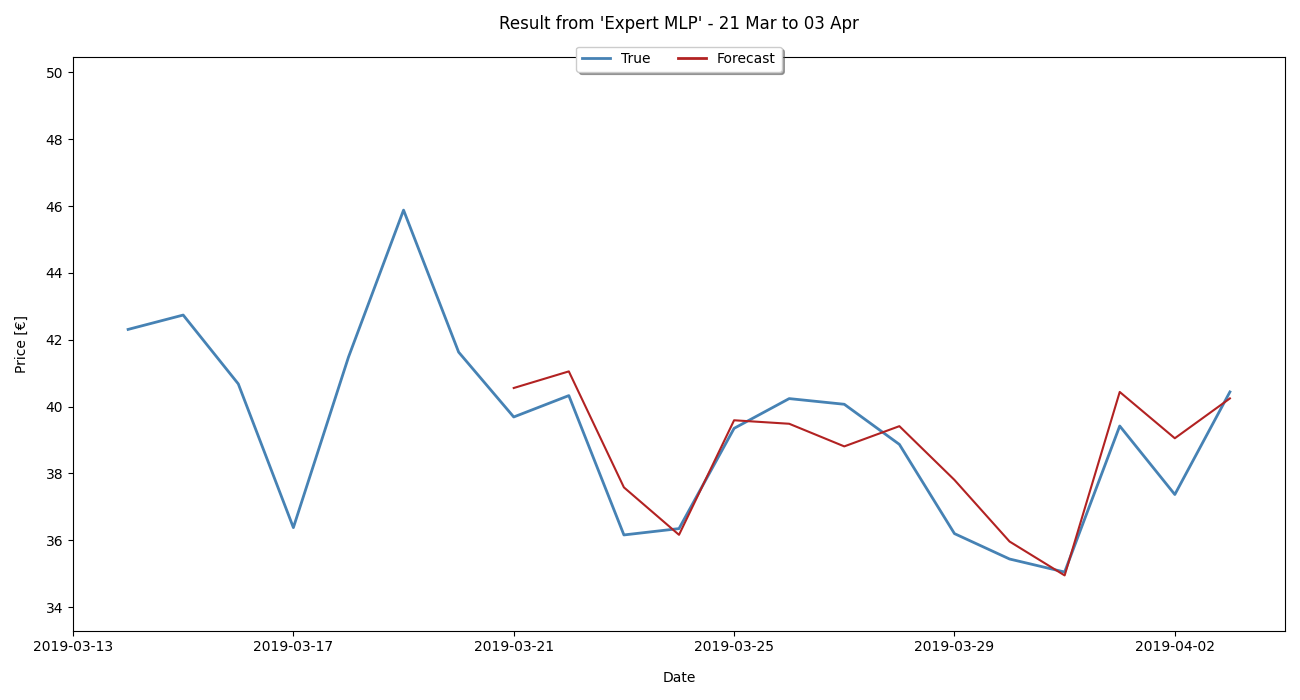 Result from 'Expert MLP' - 21 Mar to 03 Apr
True Forecast
50
48
46
44
42
40
38
36
34
Price [€]
2019-03-13 2019-03-17 2019-03-21 2019-03-25 2019-03-29 2019-04-02
Date